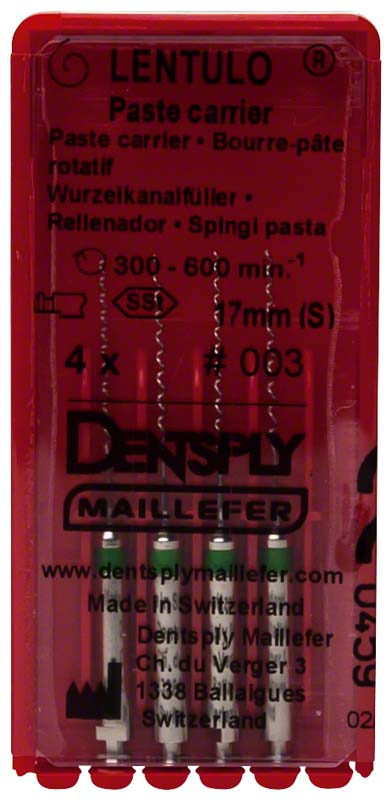 LENTULO ®
Paste carrier
Paste carrier • Bourre-pâte
rotatif
Wurzelkanalfüller •
Rellenador • Spingi pasta
300 - 600 min.-1
SSt 17mm (S)
4 x # 003
DENTSPLY
MAILLEFER
www.dentsplymaillefer.com
Made in Switzerland
Dentsply Maillefer
Ch. du Verger 3
1338 Ballaigues
Switzerland
0459
02